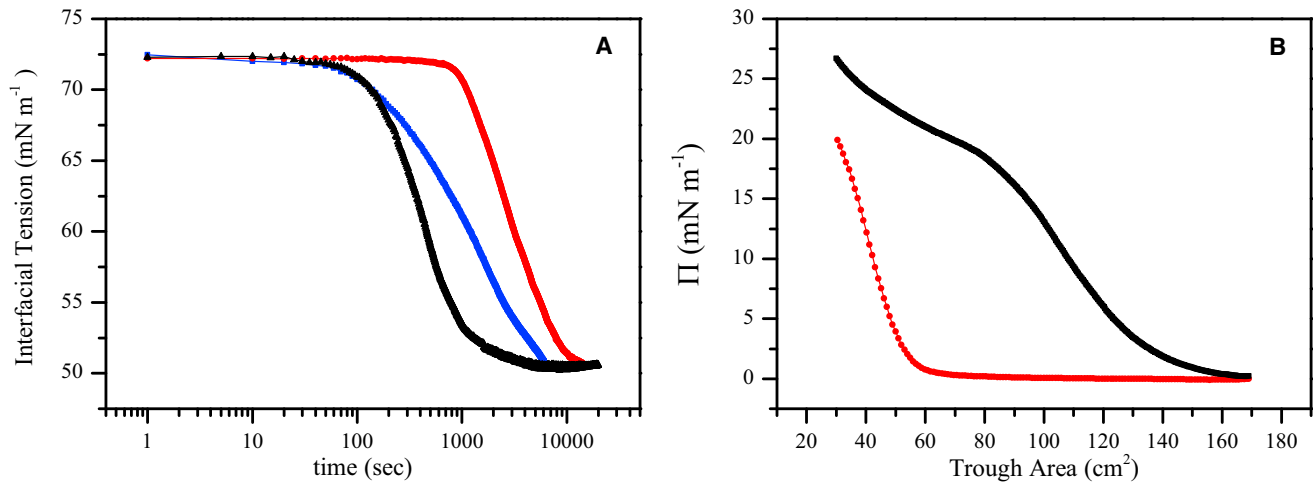 A
75
70
65
60
55
50
Interfacial Tension (mN m⁻¹)
1 10 100 1000 10000
time (sec)
B
30
25
20
15
10
5
0
Π (mN m⁻¹)
20 40 60 80 100 120 140 160 180
Trough Area (cm²)